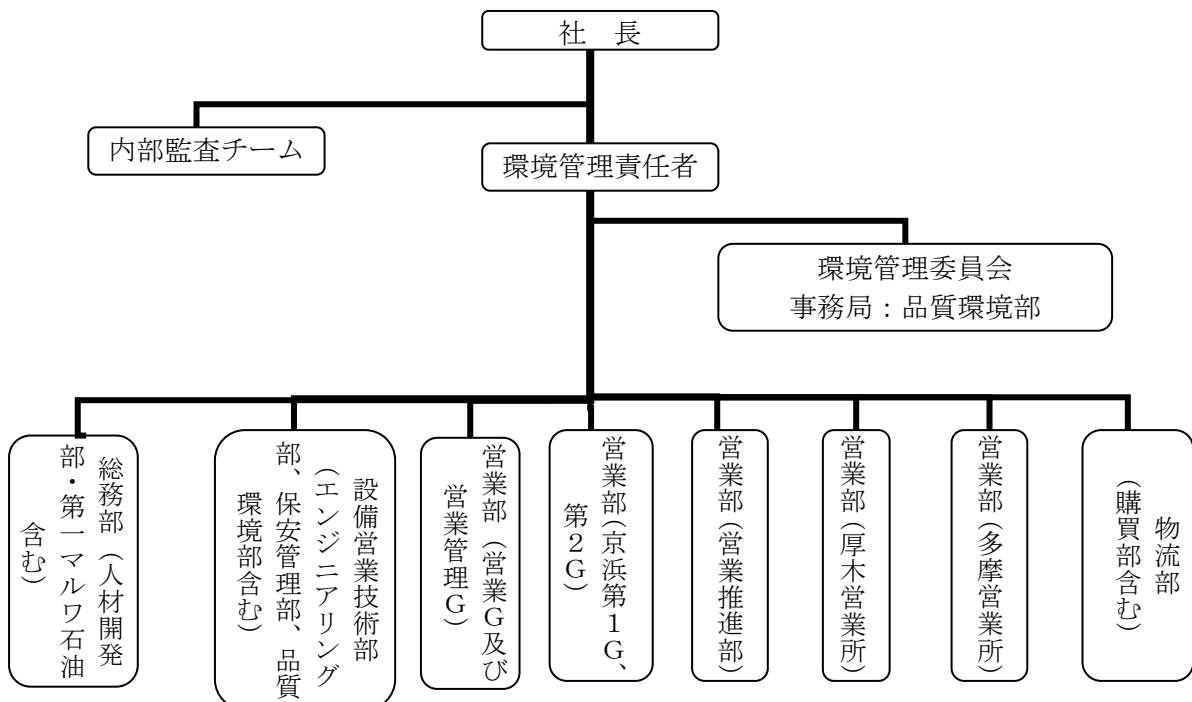 社 長
内部監査チーム
環境管理責任者
環境管理委員会
事務局：品質環境部
総務部（人材開発
部・第一マルワ石油
含む）
設備営業技術部
（エンジニアリング
部、保安管理部、品質
環境部含む）
営業部（営業G及び
営業管理G）
営業部（京浜第1G、
第2G）
営業部（営業推進部）
営業部（厚木営業所）
営業部（多摩営業所）
物流部
（購買部含む）